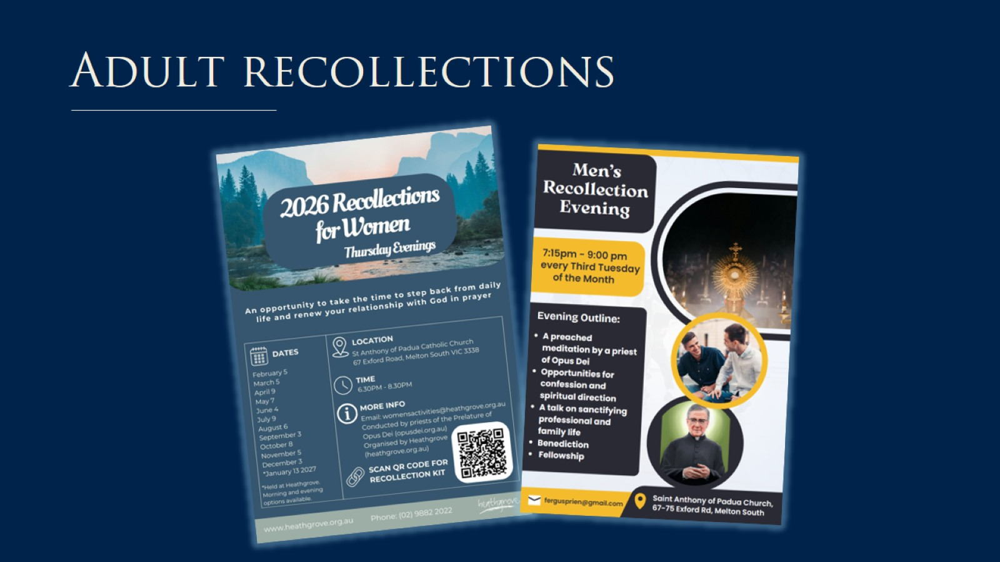 ADULT RECOLLECTIONS
2026 Recollections
for Women
Thursday Evenings
An opportunity to take the time to step back from daily
life and renew your relationship with God in prayer
DATES
February 5
March 5
April 9
May 7
June 4
July 9
August 6
September 3
October 8
November 5
December 3
*January 13 2027
*Held at Heathgrove.
Morning and evening
options available.
LOCATION
St Anthony of Padua Catholic Church
67 Exford Road, Melton South VIC 3338
TIME
6.30PM - 8.30PM
MORE INFO
Email: womensactivities@heathgrove.org.au
Conducted by priests of the Prelature of
Opus Dei (opusdei.org.au)
Organised by Heathgrove
(heathgrove.org.au)
SCAN QR CODE FOR
RECOLLECTION KIT
www.heathgrove.org.au
Phone: (02) 9882 2022
heathgrove
Men's
Recollection
Evening
7:15pm - 9:00 pm
every Third Tuesday
of the Month
Evening Outline:
• A preached
meditation by a priest
of Opus Dei
• Opportunities for
confession and
spiritual direction
• A talk on sanctifying
professional and
family life
• Benediction
• Fellowship
fergusprien@gmail.com
Saint Anthony of Padua Church,
67-75 Exford Rd, Melton South